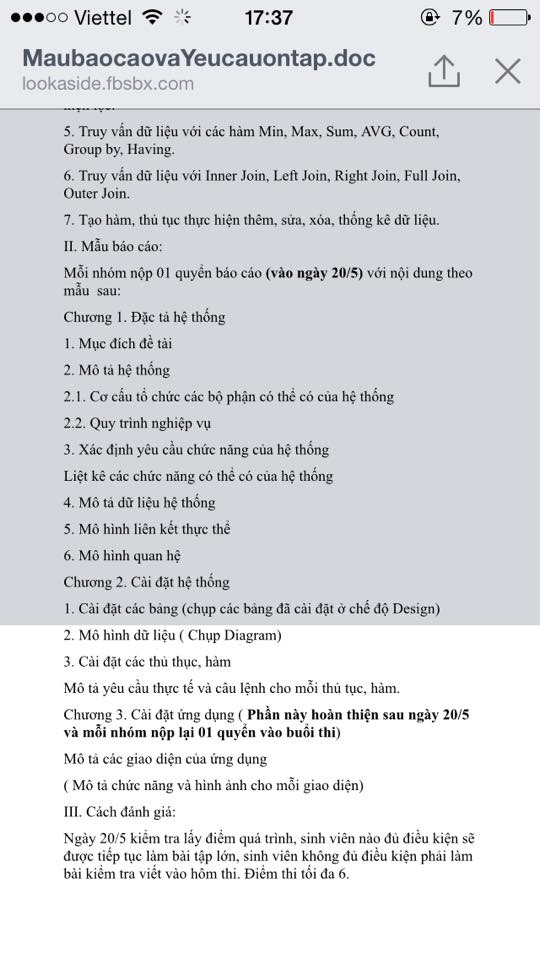 Viettel 17:37 7%
MaubaocaovaYeucauontap.doc
lookaside.fbsbx.com
5. Truy vấn dữ liệu với các hàm Min, Max, Sum, AVG, Count,
Group by, Having.
6. Truy vấn dữ liệu với Inner Join, Left Join, Right Join, Full Join,
Outer Join.
7. Tạo hàm, thủ tục thực hiện thêm, sửa, xóa, thống kê dữ liệu.
II. Mẫu báo cáo:
Mỗi nhóm nộp 01 quyển báo cáo (vào ngày 20/5) với nội dung theo
mẫu sau:
Chương 1. Đặc tả hệ thống
1. Mục đích đề tài
2. Mô tả hệ thống
2.1. Cơ cấu tổ chức các bộ phận có thể có của hệ thống
2.2. Quy trình nghiệp vụ
3. Xác định yêu cầu chức năng của hệ thống
Liệt kê các chức năng có thể có của hệ thống
4. Mô tả dữ liệu hệ thống
5. Mô hình liên kết thực thể
6. Mô hình quan hệ
Chương 2. Cài đặt hệ thống
1. Cài đặt các bảng (chụp các bảng đã cài đặt ở chế độ Design)
2. Mô hình dữ liệu ( Chụp Diagram)
3. Cài đặt các thủ thục, hàm
Mô tả yêu cầu thực tế và câu lệnh cho mỗi thủ tục, hàm.
Chương 3. Cài đặt ứng dụng ( Phần này hoàn thiện sau ngày 20/5
và mỗi nhóm nộp lại 01 quyển vào buổi thi)
Mô tả các giao diện của ứng dụng
( Mô tả chức năng và hình ảnh cho mỗi giao diện)
III. Cách đánh giá:
Ngày 20/5 kiểm tra lấy điểm quá trình, sinh viên nào đủ điều kiện sẽ
được tiếp tục làm bài tập lớn, sinh viên không đủ điều kiện phải làm
bài kiểm tra viết vào hôm thi. Điểm thi tối đa 6.